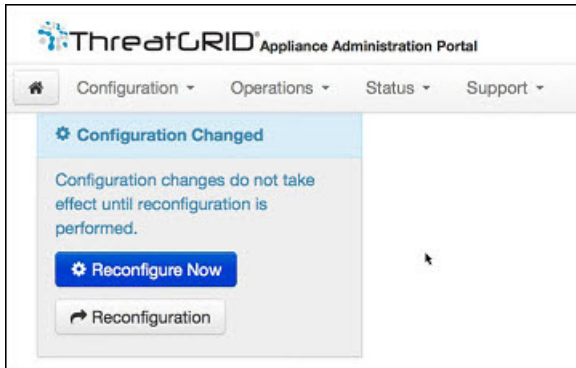 ThreatGRID® Appliance Administration Portal
Configuration Operations Status Support
Configuration Changed
Configuration changes do not take
effect until reconfiguration is
performed.
Reconfigure Now
Reconfiguration